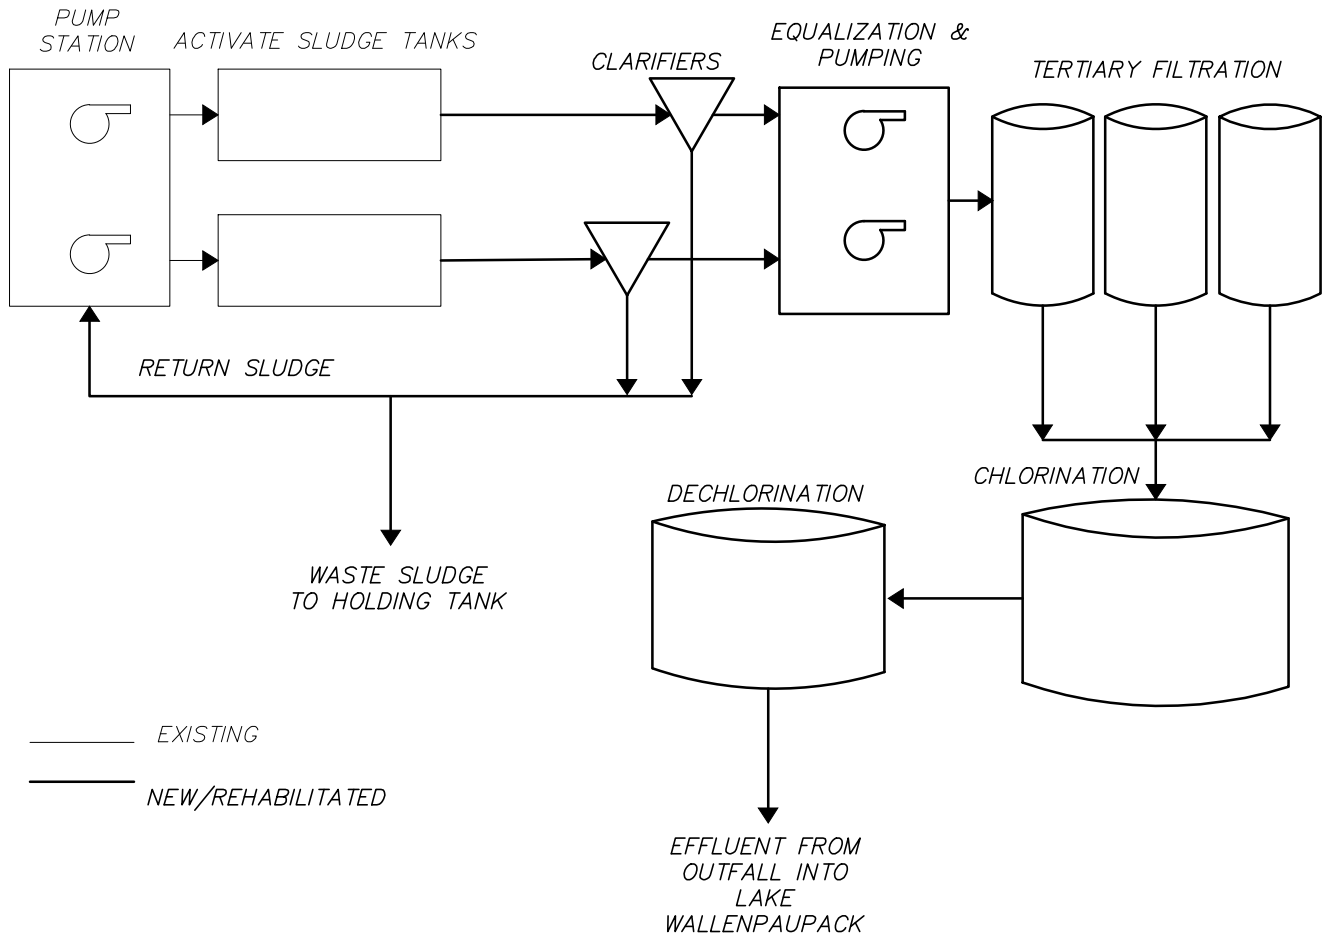 PUMP
STATION
ACTIVATE SLUDGE TANKS
CLARIFIERS
EQUALIZATION &
PUMPING
TERTIARY FILTRATION
RETURN SLUDGE
CHLORINATION
DECHLORINATION
WASTE SLUDGE
TO HOLDING TANK
EXISTING
NEW/REHABILITATED
EFFLUENT FROM
OUTFALL INTO
LAKE
WALLENPAUPACK